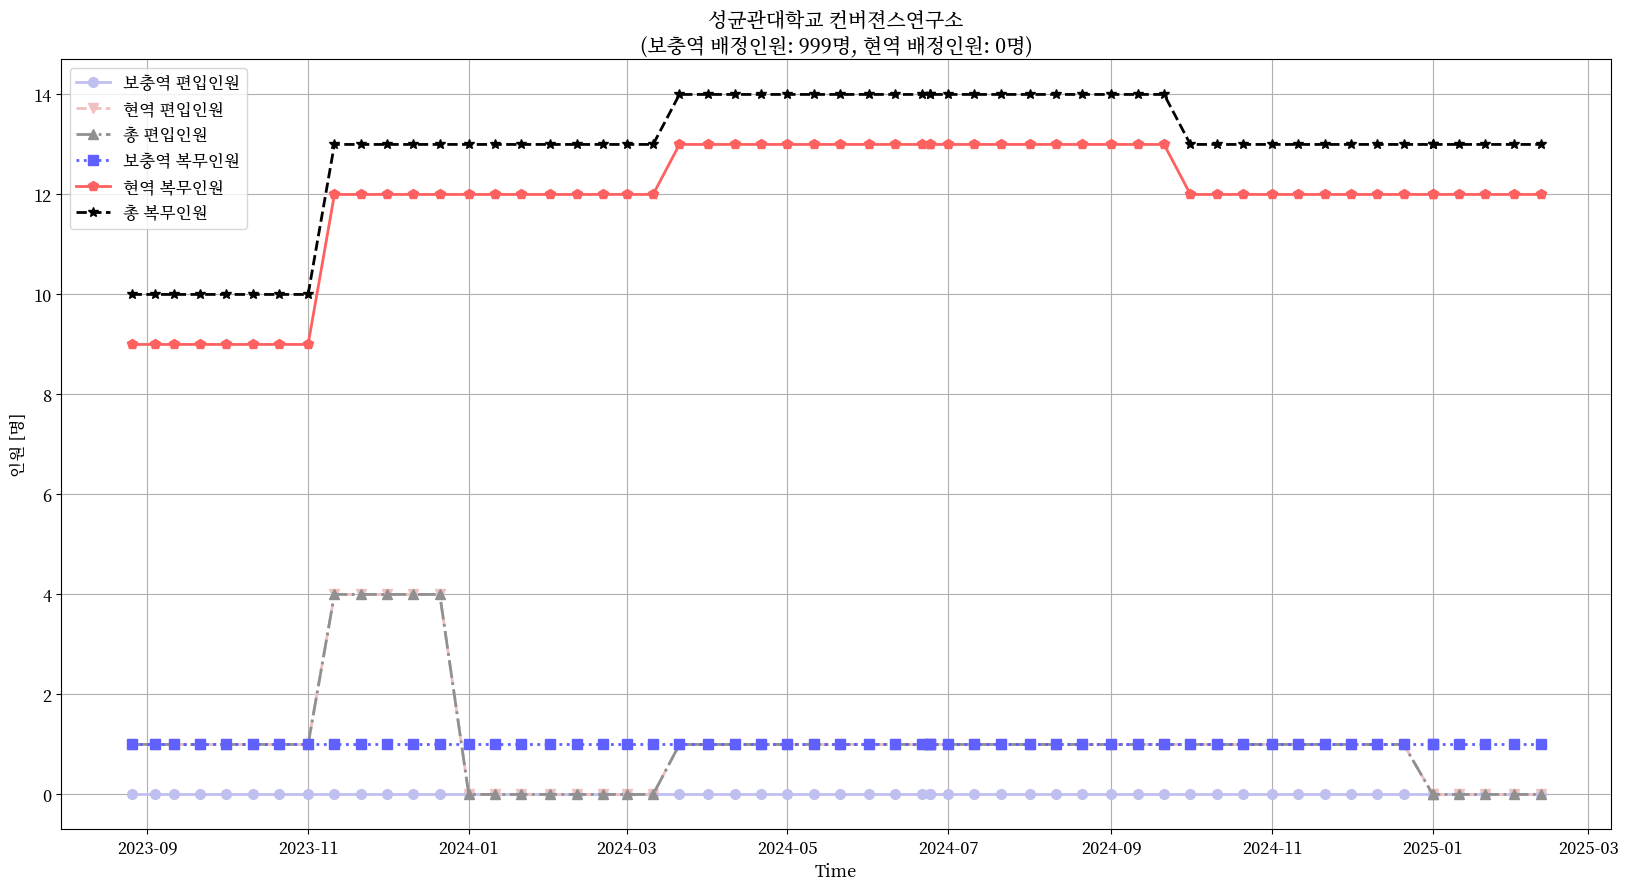 성균관대학교 컨버젼스연구소
(보충역 배정인원: 999명, 현역 배정인원: 0명)
보충역 편입인원
현역 편입인원
총 편입인원
보충역 복무인원
현역 복무인원
총 복무인원
14
12
10
8
6
4
2
0
인원 [명]
2023-09 2023-11 2024-01 2024-03 2024-05 2024-07 2024-09 2024-11 2025-01 2025-03
Time